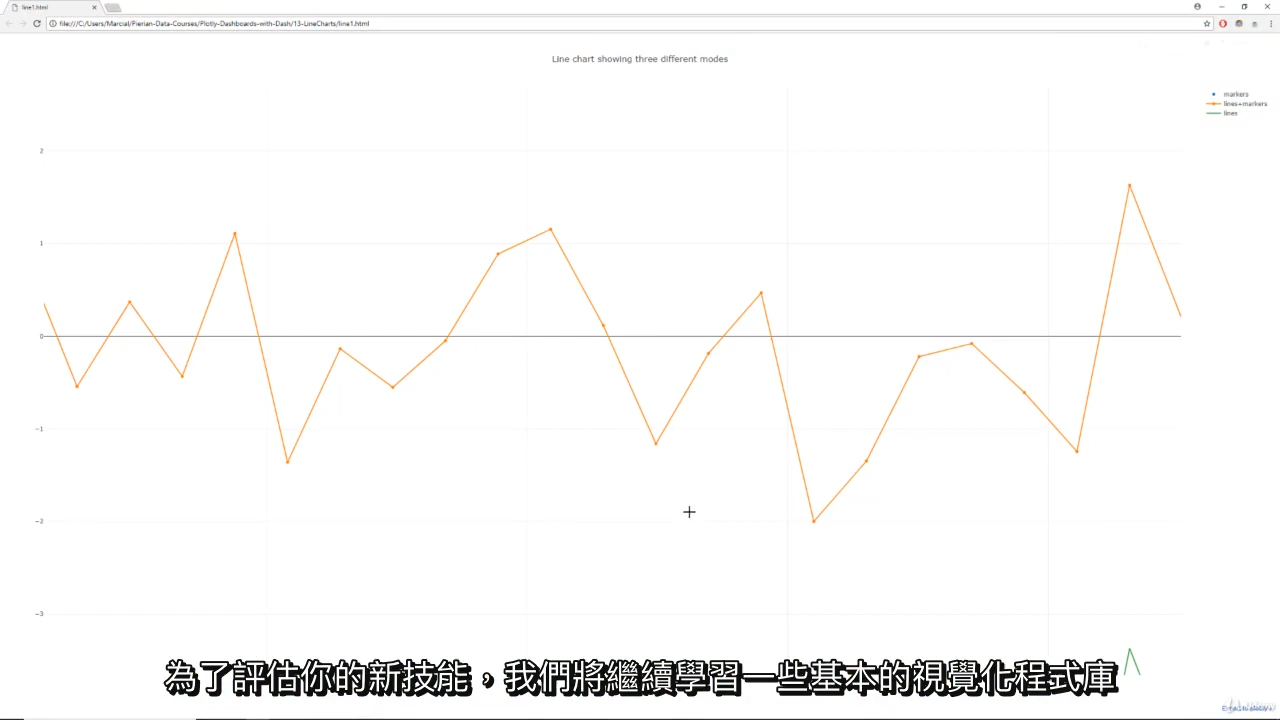 line1.html
file:///C:/Users/Marcial/Pierian-Data-Courses/Plotly-Dashboards-with-Dash/13-LineCharts/line1.html
Line chart showing three different modes
markers
lines+markers
lines
2
1
0
−1
−2
−3
為了評估你的新技能，我們將繼續學習一些基本的視覺化程式庫